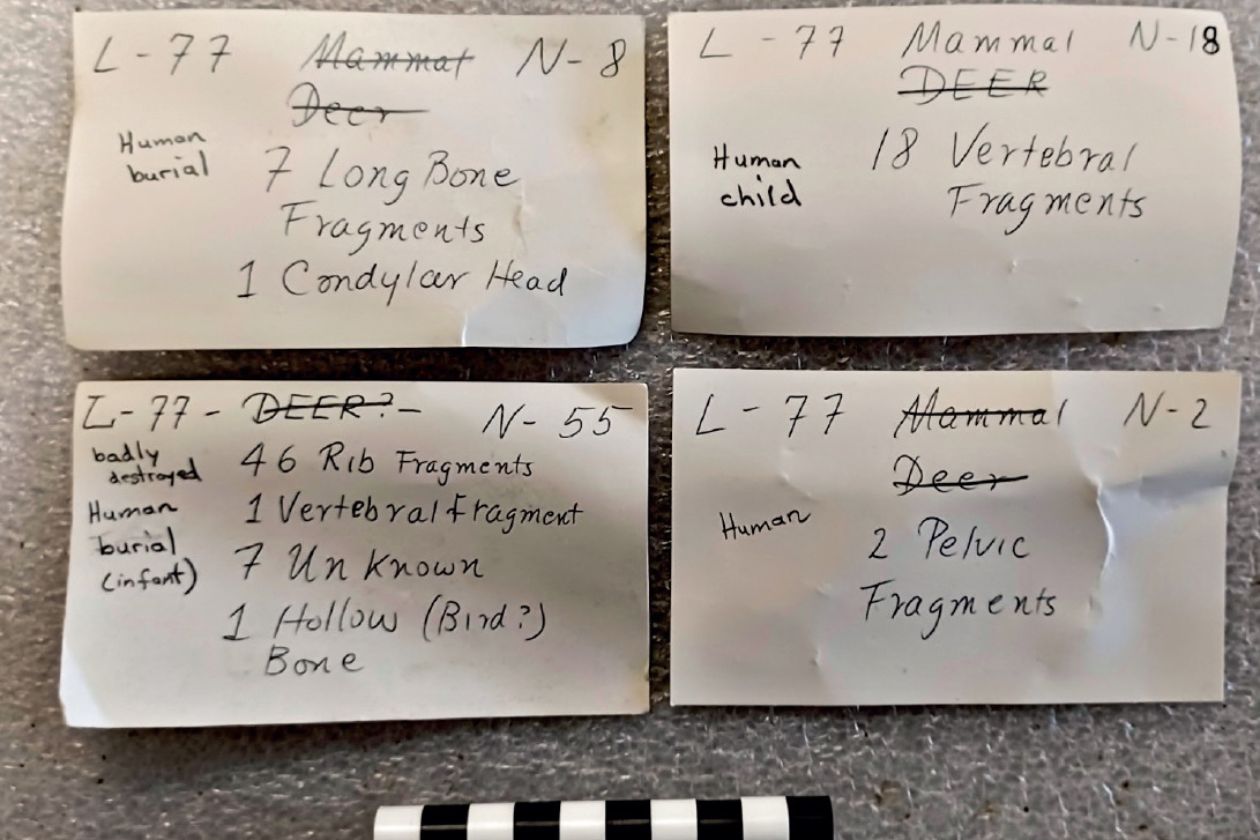 L-77 Mammal N-8
Deer
Human
burial
7 Long Bone
Fragments
1 Condylar Head
L-77 Mammal N-18
DEER
Human
child
18 Vertebral
Fragments
L-77- DEER?- N-55
badly
destroyed
46 Rib Fragments
Human
burial
(infant)
1 Vertebral fragment
7 Unknown
1 Hollow (Bird?)
Bone
L-77 Mammal N-2
Deer
Human
2 Pelvic
Fragments